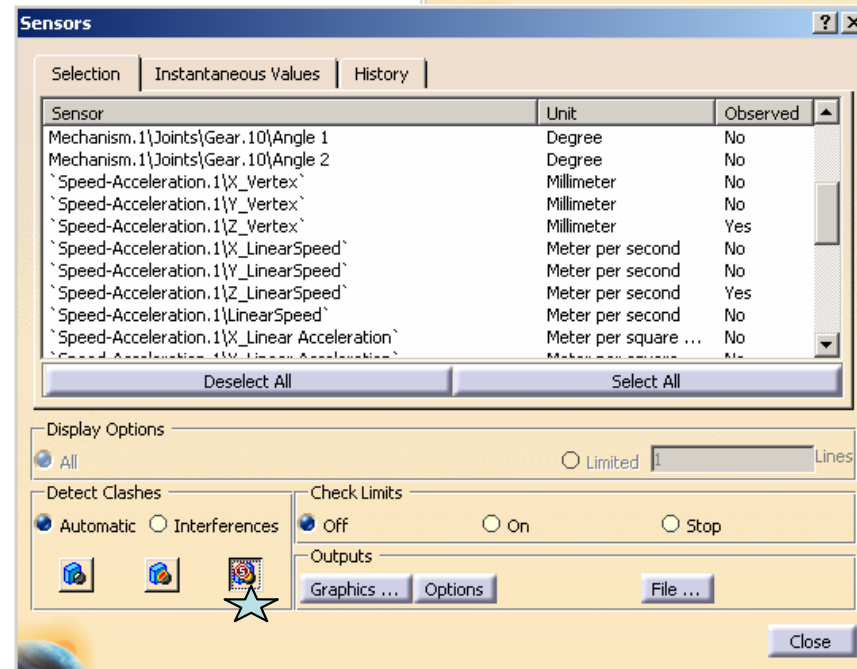 Sensors
Selection Instantaneous Values History
Sensor Unit Observed
Mechanism.1\Joints\Gear.10\Angle 1 Degree No
Mechanism.1\Joints\Gear.10\Angle 2 Degree No
`Speed-Acceleration.1\X_Vertex` Millimeter No
`Speed-Acceleration.1\Y_Vertex` Millimeter No
`Speed-Acceleration.1\Z_Vertex` Millimeter Yes
`Speed-Acceleration.1\X_LinearSpeed` Meter per second No
`Speed-Acceleration.1\Y_LinearSpeed` Meter per second No
`Speed-Acceleration.1\Z_LinearSpeed` Meter per second Yes
`Speed-Acceleration.1\LinearSpeed` Meter per second No
`Speed-Acceleration.1\X_Linear Acceleration` Meter per square ... No
Deselect All Select All
Display Options
All Limited 1 Lines
Detect Clashes Check Limits
Automatic Interferences Off On Stop
Outputs
Graphics ... Options File ...
Close